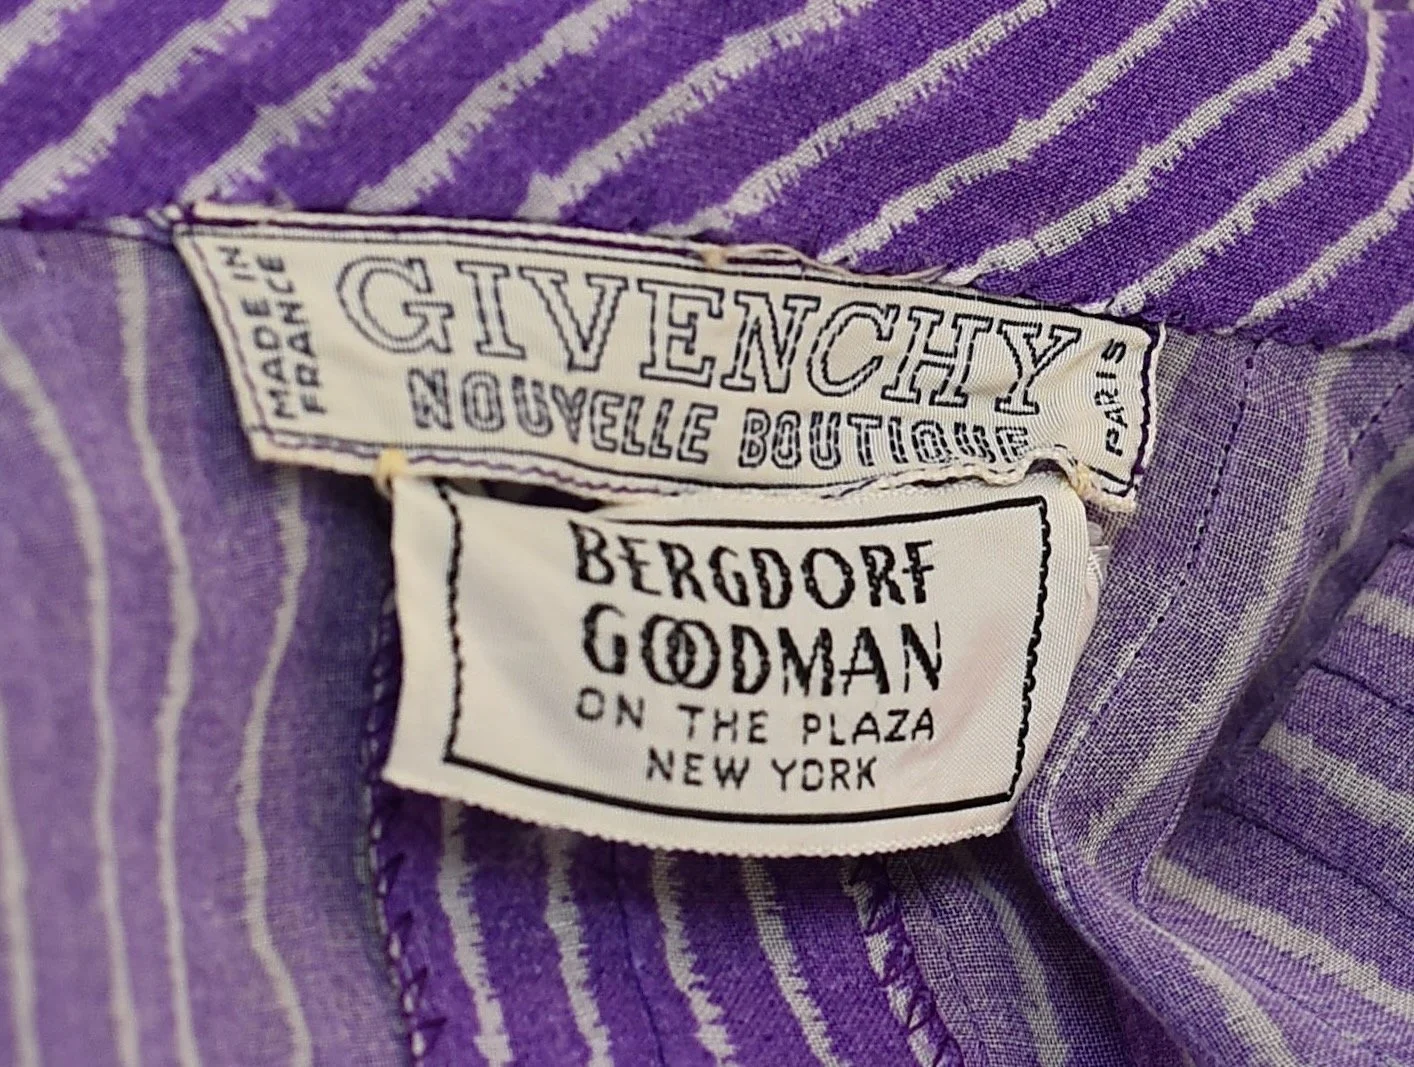 MADE IN
FRANCE
GIVENCHY
NOUVELLE BOUTIQUE
PARIS
BERGDORF
GOODMAN
ON THE PLAZA
NEW YORK